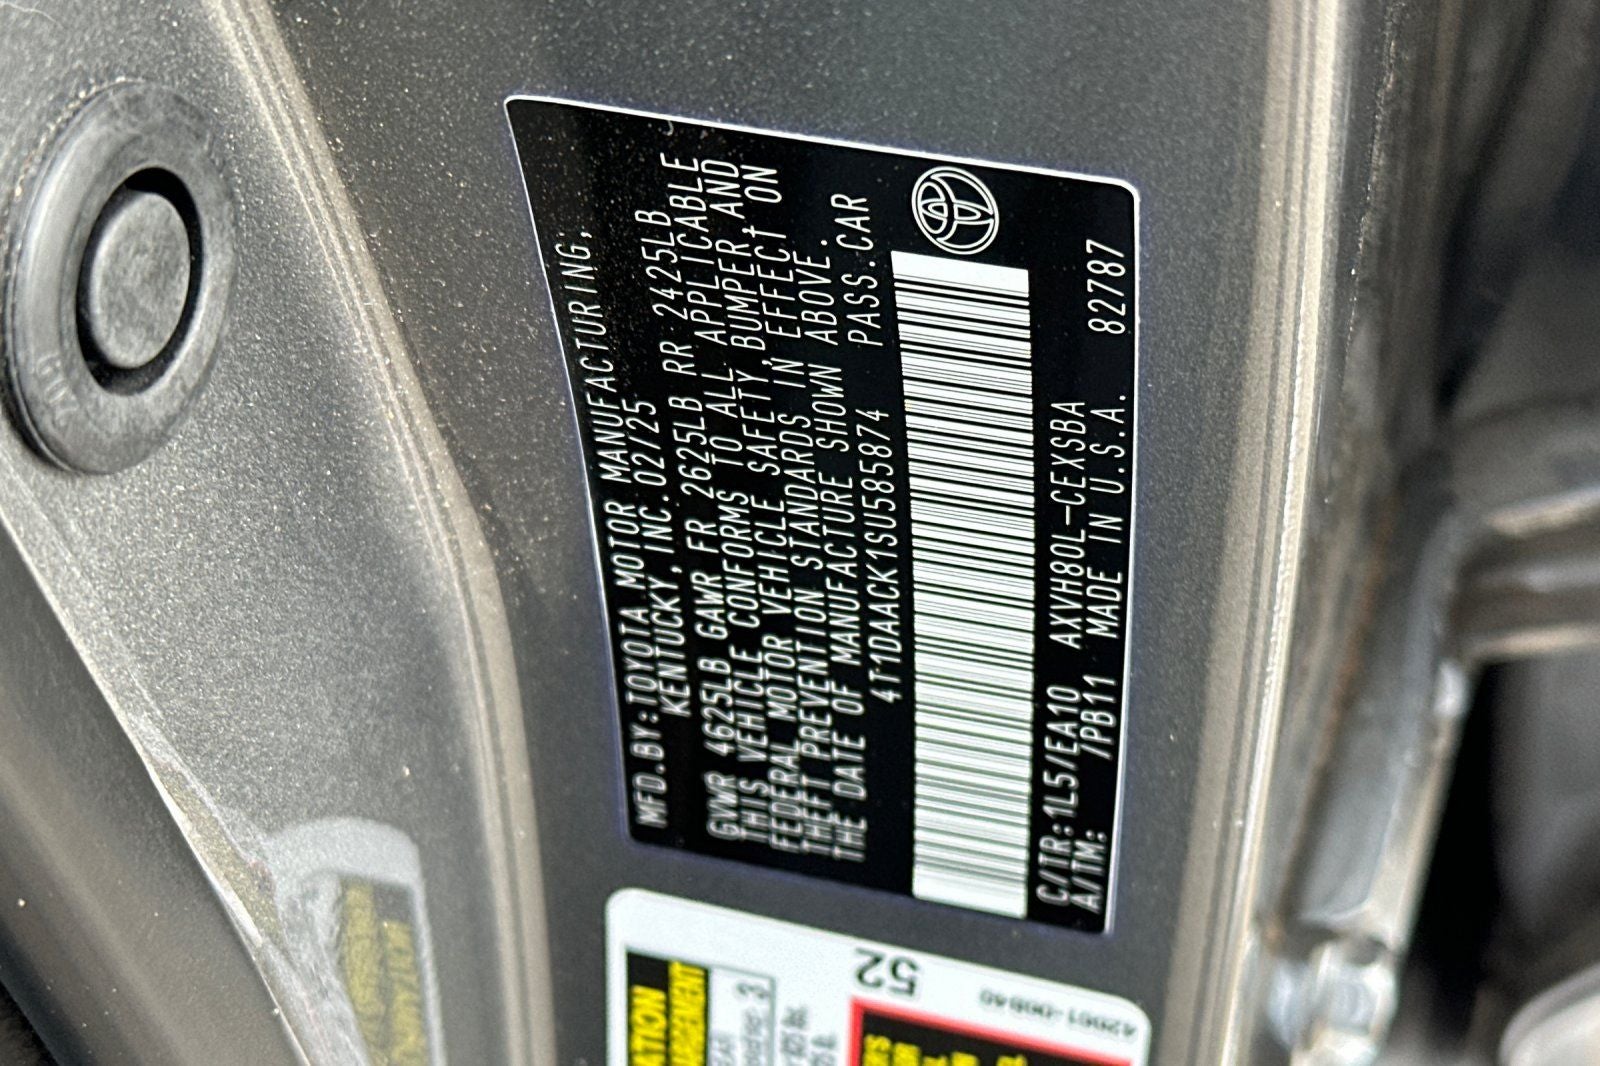 MFD.BY:TOYOTA MOTOR MANUFACTURING,
KENTUCKY, INC.02/25
GVWR 4625LB GAWR FR 2625LB RR 2425LB
THIS VEHICLE CONFORMS TO ALL APPLICABLE
FEDERAL MOTOR VEHICLE SAFETY,BUMPER, AND
THEFT PREVENTION STANDARDS IN EFFECT ON
THE DATE OF MANUFACTURE SHOWN ABOVE.
4T1DAACK1SU585874 PASS.CAR
C/TR:1L5/EA10 AXVH80L-CEXSBA
A/TM: /PB11 MADE IN U.S.A. 82787
52